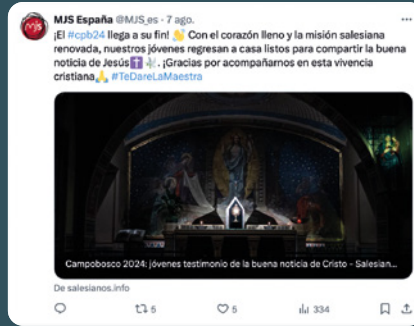 MJS España @MJS_es · 7 ago.
¡El #cpb24 llega a su fin! 👋 Con el corazón lleno y la misión salesiana
renovada, nuestros jóvenes regresan a casa listos para compartir la buena
noticia de Jesús✝️🕊️. ¡Gracias por acompañarnos en esta vivencia
cristiana🙏 #TeDareLaMaestra
Campobosco 2024: jóvenes testimonio de la buena noticia de Cristo - Salesian...
De salesianos.info
5
5
334